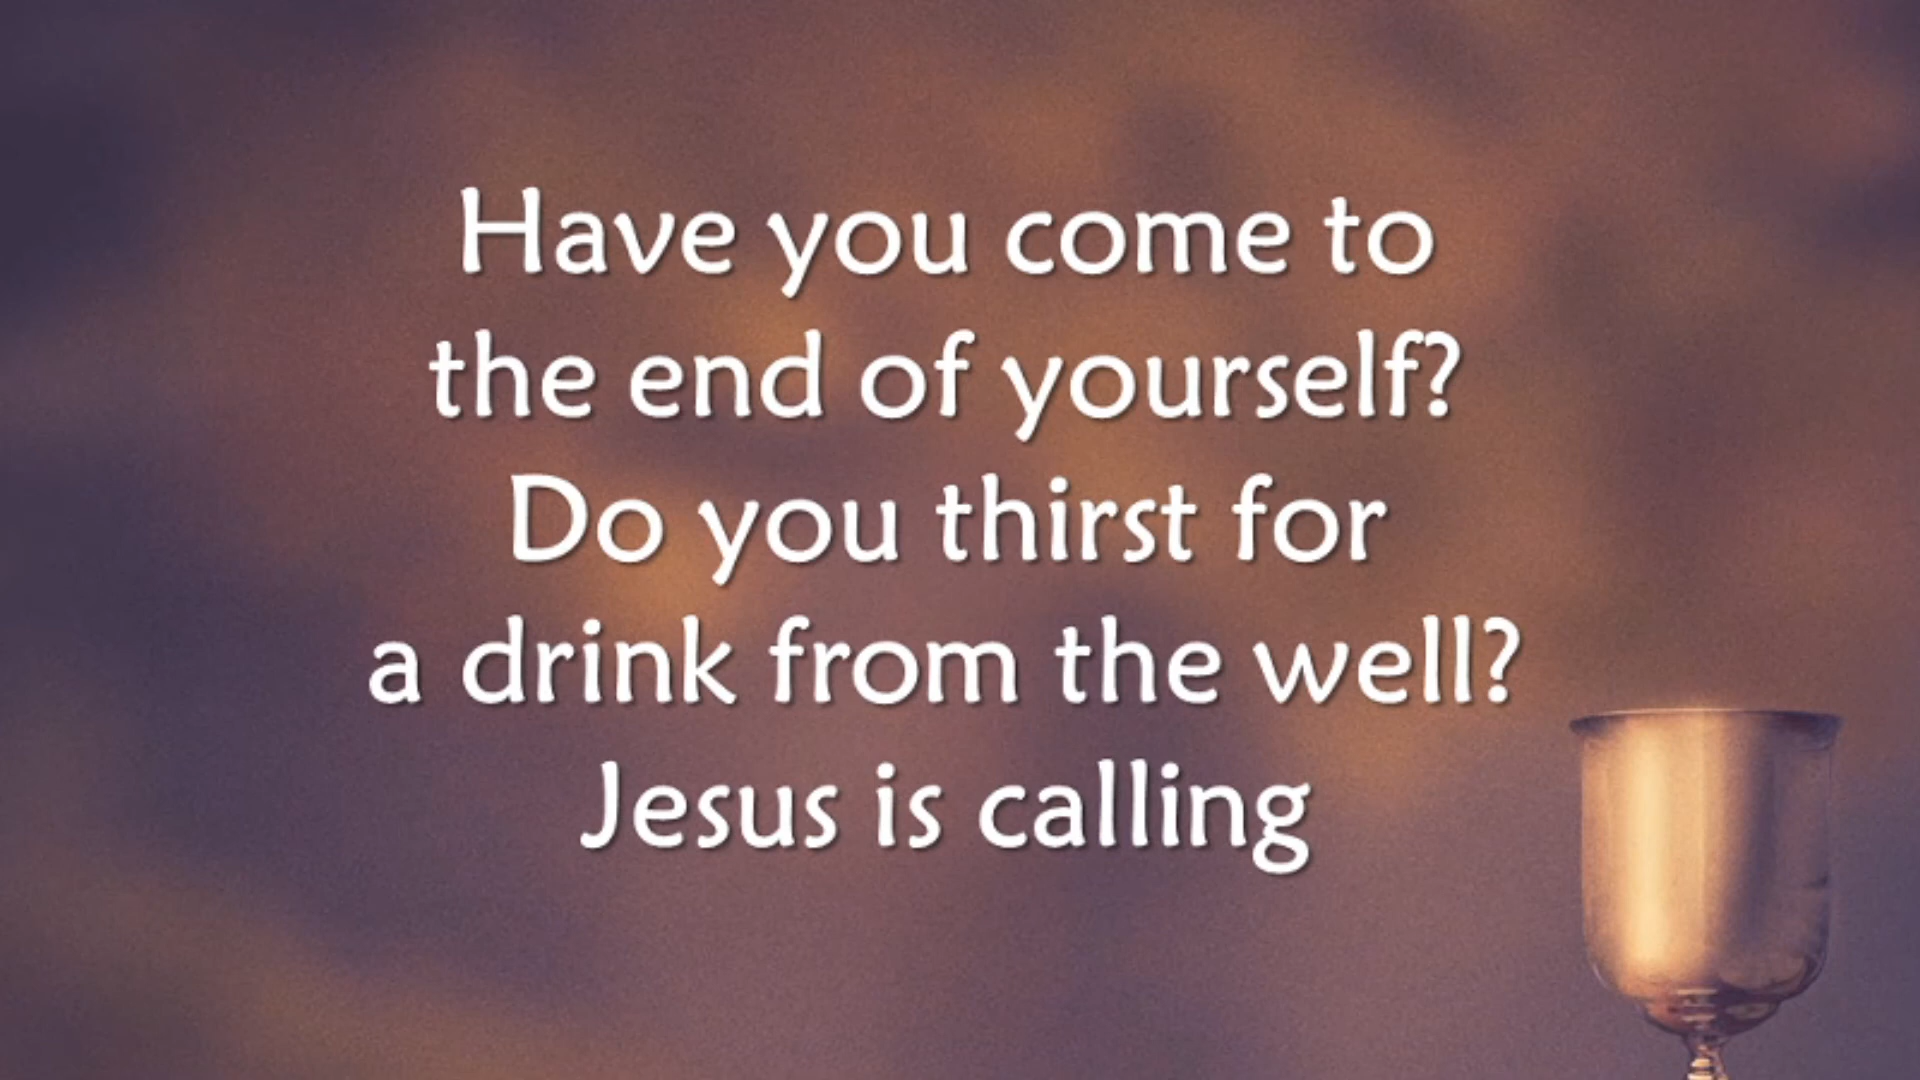 Have you come to
the end of yourself?
Do you thirst for
a drink from the well?
Jesus is calling